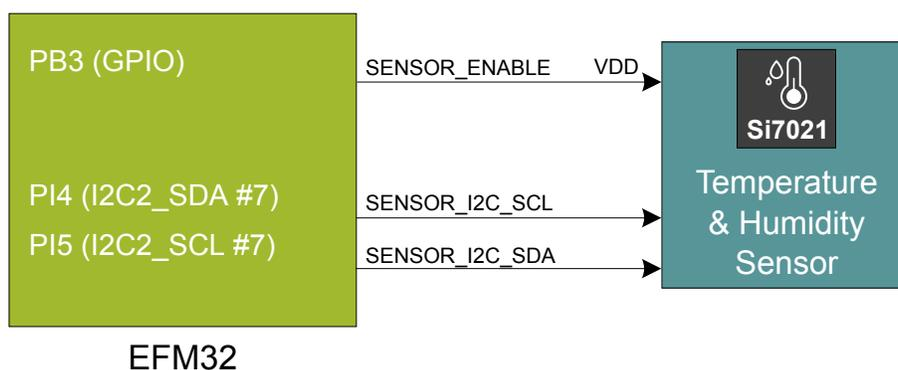 PB3 (GPIO)
SENSOR_ENABLE VDD
Si7021
PI4 (I2C2_SDA #7)
SENSOR_I2C_SCL
PI5 (I2C2_SCL #7)
SENSOR_I2C_SDA
Temperature
& Humidity
Sensor
EFM32